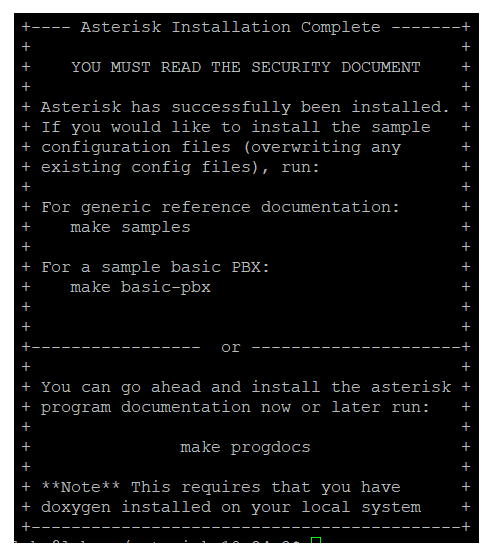 +---- Asterisk Installation Complete -------+
+ +
+ YOU MUST READ THE SECURITY DOCUMENT +
+ +
+ Asterisk has successfully been installed. +
+ If you would like to install the sample +
+ configuration files (overwriting any +
+ existing config files), run: +
+ +
+ For generic reference documentation: +
+ make samples +
+ +
+ For a sample basic PBX: +
+ make basic-pbx +
+ +
+ +
+----------------- or ---------------------+
+ +
+ You can go ahead and install the asterisk +
+ program documentation now or later run: +
+ +
+ make progdocs +
+ +
+ **Note** This requires that you have +
+ doxygen installed on your local system +
+-------------------------------------------+